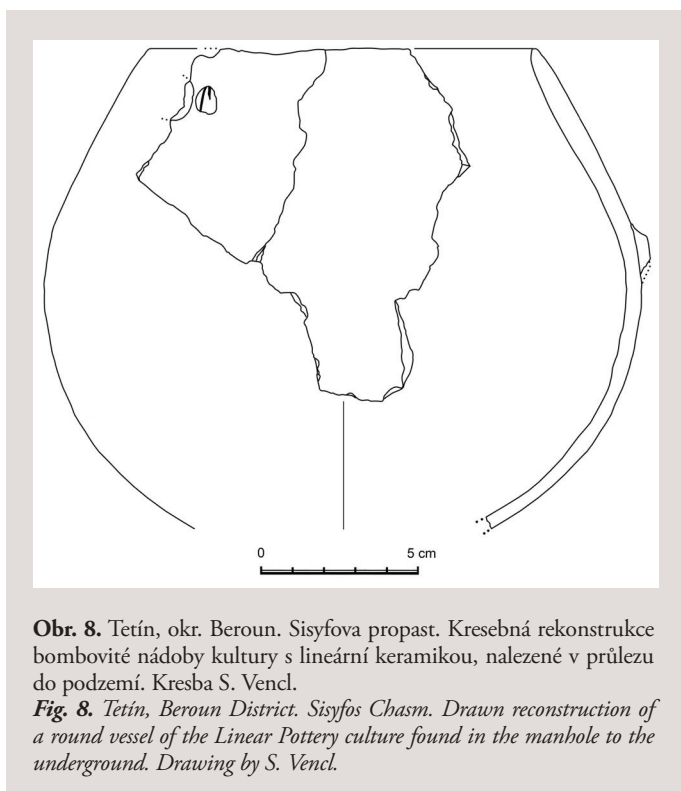 0 5 cm
Obr. 8. Tetín, okr. Beroun. Sisyfova propast. Kresebná rekonstrukce
bombovité nádoby kultury s lineární keramikou, nalezené v průlezu
do podzemí. Kresba S. Vencl.
Fig. 8. Tetín, Beroun District. Sisyfos Chasm. Drawn reconstruction of
a round vessel of the Linear Pottery culture found in the manhole to the
underground. Drawing by S. Vencl.